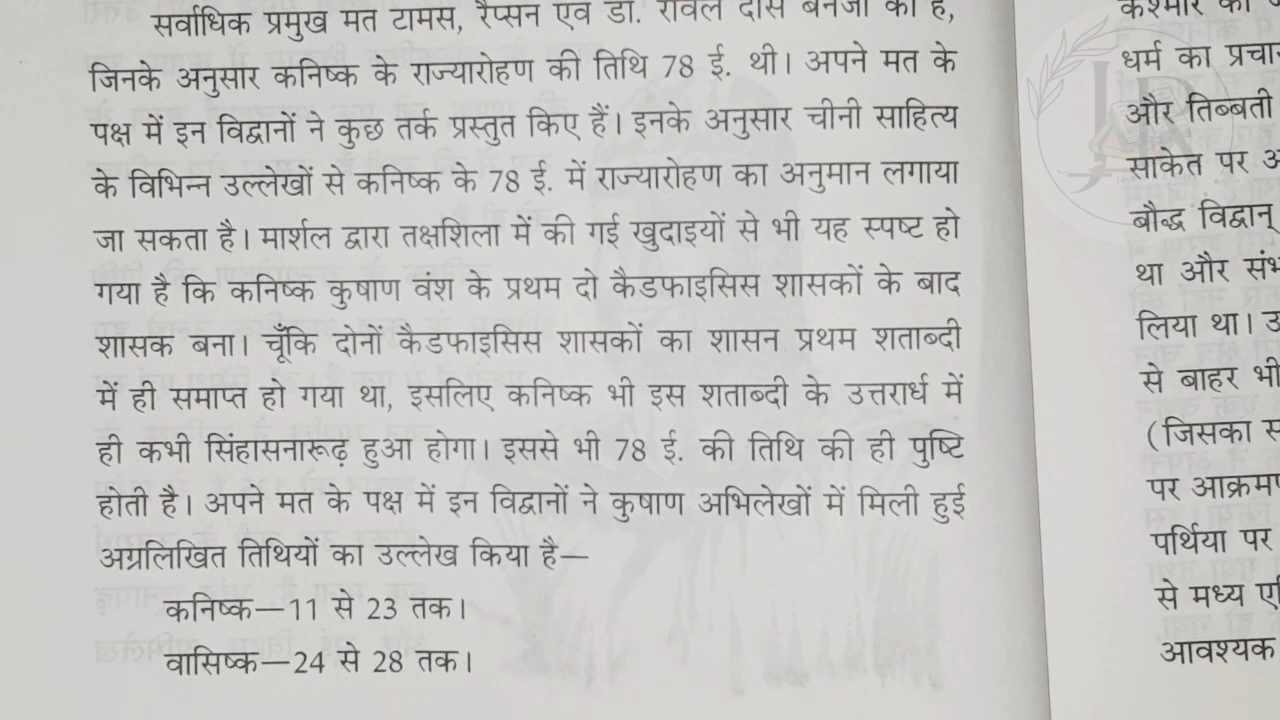 सर्वाधिक प्रमुख मत टामस, रैप्सन एवं डॉ. रावल दास बनर्जी का है,
जिनके अनुसार कनिष्क के राज्यारोहण की तिथि 78 ई. थी। अपने मत के
पक्ष में इन विद्वानों ने कुछ तर्क प्रस्तुत किए हैं। इनके अनुसार चीनी साहित्य
के विभिन्न उल्लेखों से कनिष्क के 78 ई. में राज्यारोहण का अनुमान लगाया
जा सकता है। मार्शल द्वारा तक्षशिला में की गई खुदाइयों से भी यह स्पष्ट हो
गया है कि कनिष्क कुषाण वंश के प्रथम दो कैडफाइसिस शासकों के बाद
शासक बना। चूँकि दोनों कैडफाइसिस शासकों का शासन प्रथम शताब्दी
में ही समाप्त हो गया था, इसलिए कनिष्क भी इस शताब्दी के उत्तरार्ध में
ही कभी सिंहासनारूढ़ हुआ होगा। इससे भी 78 ई. की तिथि की ही पुष्टि
होती है। अपने मत के पक्ष में इन विद्वानों ने कुषाण अभिलेखों में मिली हुई
अग्रलिखित तिथियों का उल्लेख किया है—
कनिष्क—11 से 23 तक।
वासिष्क—24 से 28 तक।
कश्मीर को
धर्म का प्रचा
और तिब्बती
साकेत पर
बौद्ध विद्वान्
था और संभ
लिया था।
से बाहर भी
(जिसका
पर आक्रम
पर्थिया पर
से मध्य ए
आवश्यक